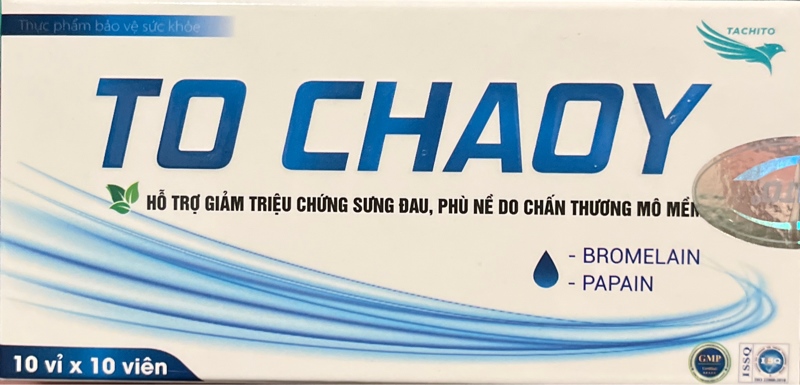 Thực phẩm bảo vệ sức khỏe
TACHITO
TO CHAOY
HỖ TRỢ GIẢM TRIỆU CHỨNG SƯNG ĐAU, PHÙ NỀ DO CHẤN THƯƠNG MÔ MỀM
- BROMELAIN
- PAPAIN
10 vỉ x 10 viên
GMP
ISSQ